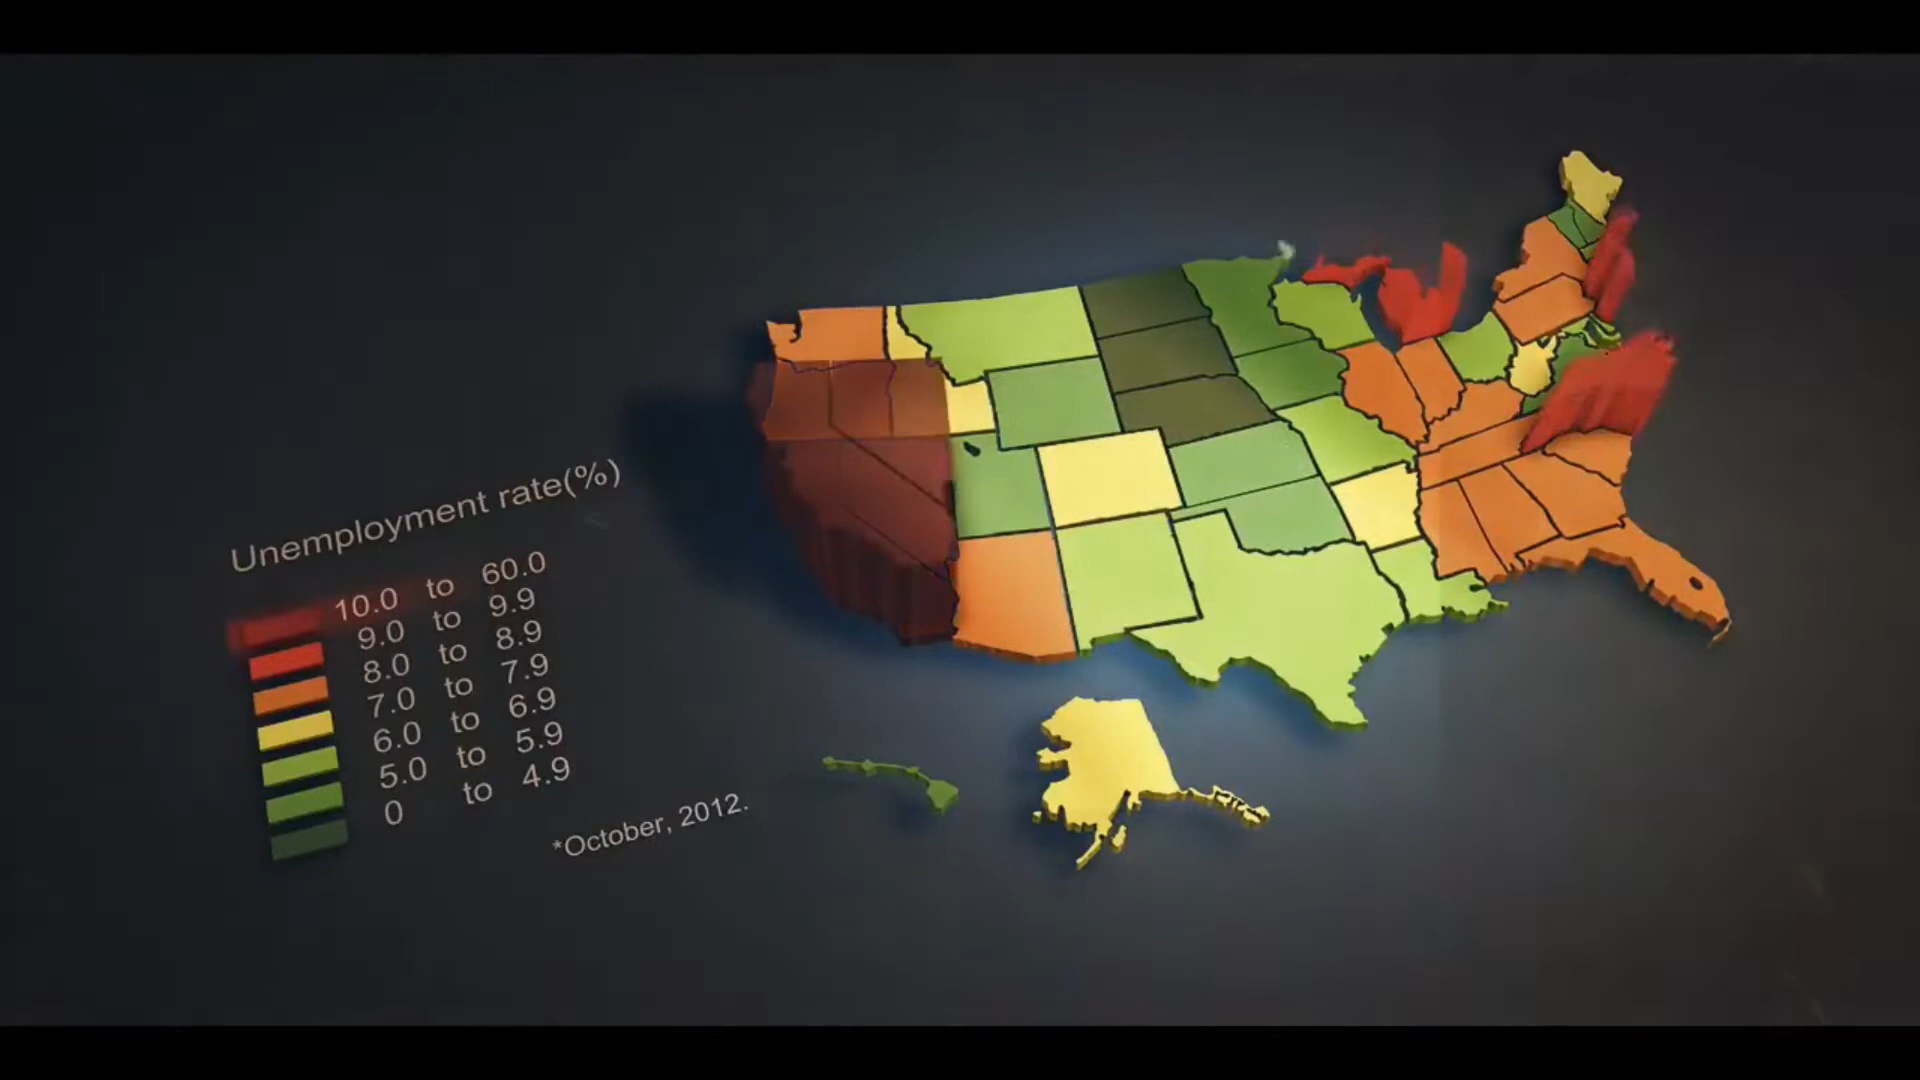 Unemployment rate(%)
10.0 to 60.0
9.0 to 9.9
8.0 to 8.9
7.0 to 7.9
6.0 to 6.9
5.0 to 5.9
0 to 4.9
*October, 2012.